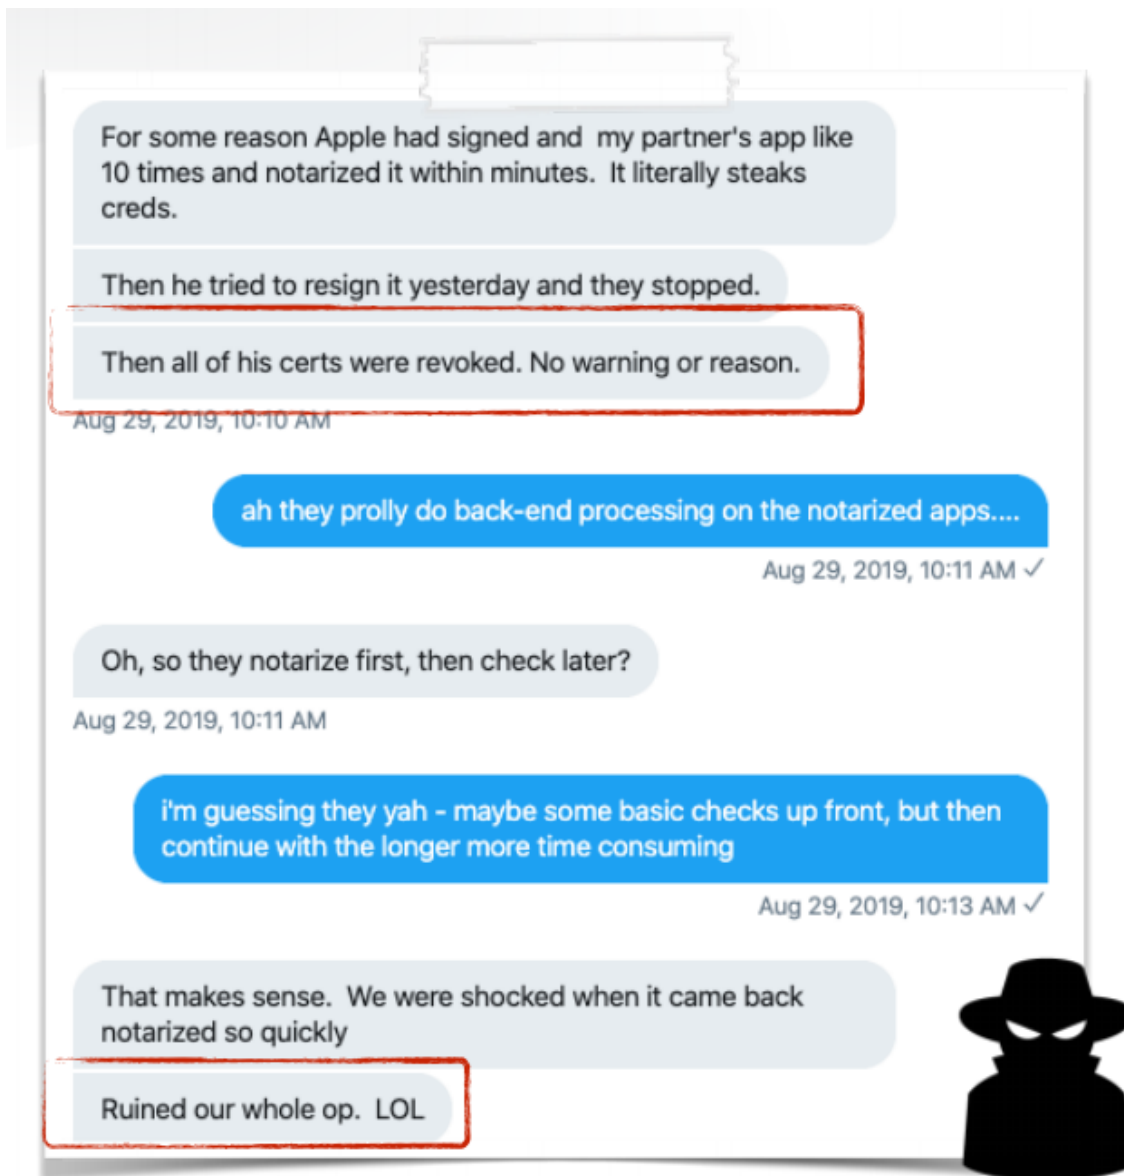 For some reason Apple had signed and  my partner's app like
10 times and notarized it within minutes.  It literally steaks
creds.
Then he tried to resign it yesterday and they stopped.
Then all of his certs were revoked. No warning or reason.
Aug 29, 2019, 10:10 AM
ah they prolly do back-end processing on the notarized apps....
Aug 29, 2019, 10:11 AM ✓
Oh, so they notarize first, then check later?
Aug 29, 2019, 10:11 AM
i'm guessing they yah - maybe some basic checks up front, but then
continue with the longer more time consuming
Aug 29, 2019, 10:13 AM ✓
That makes sense.  We were shocked when it came back
notarized so quickly
Ruined our whole op.  LOL